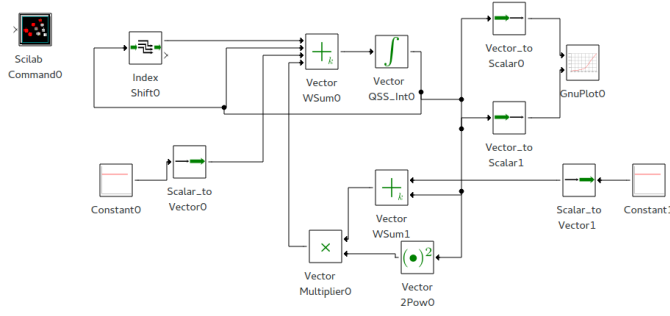 Vector_to
Scalar0
Scilab
Command0
Index
Shift0
k
Vector
WSum0
∫
Vector
QSS_Int0
GnuPlot0
Vector_to
Scalar1
Constant0
Scalar_to
Vector0
k
Vector
WSum1
Scalar_to
Vector1
Constant1
×
Vector
Multiplier0
(•)²
Vector
2Pow0